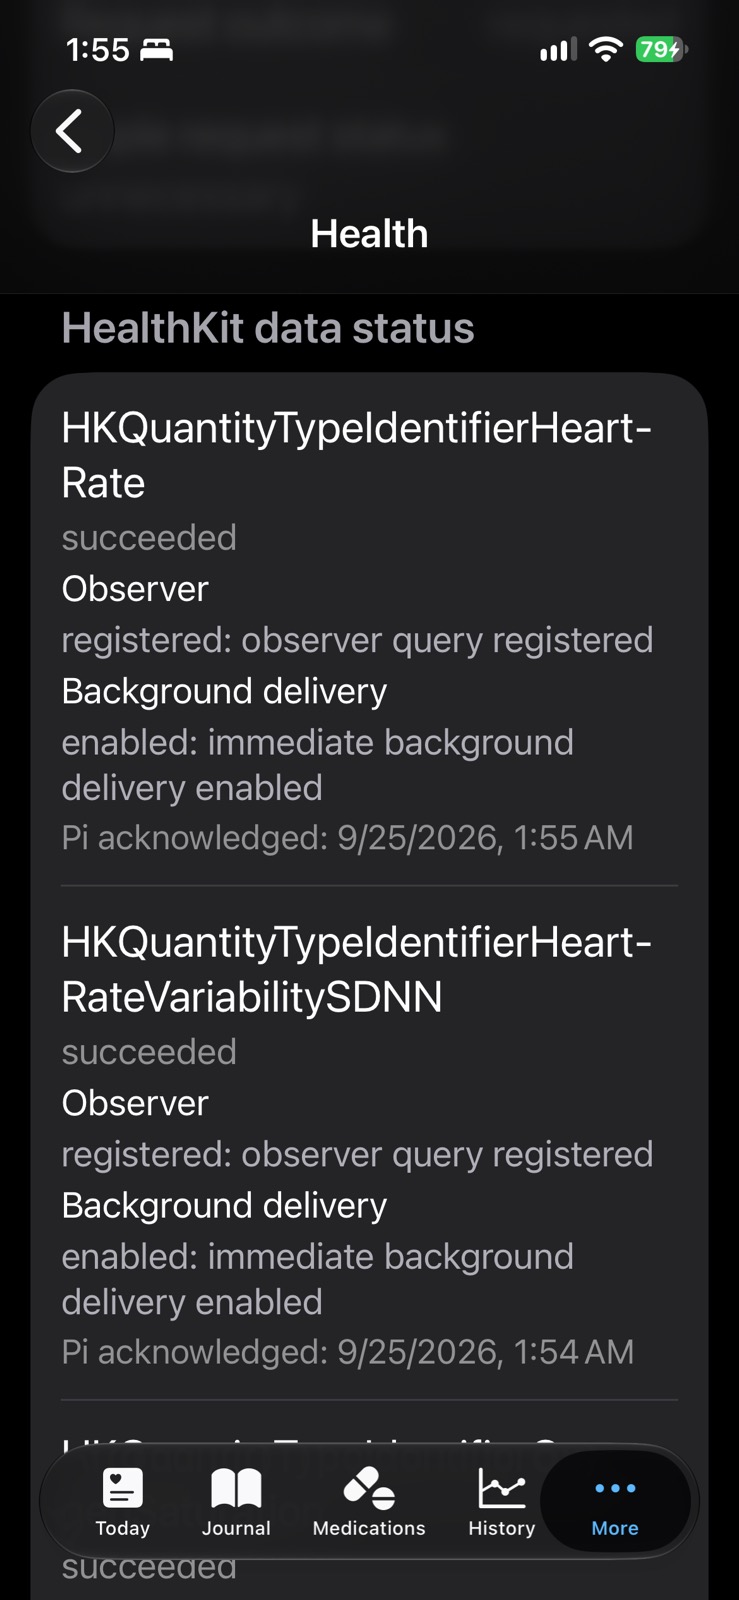 1:55
79
Health
HealthKit data status
HKQuantityTypeIdentifierHeart-
Rate
succeeded
Observer
registered: observer query registered
Background delivery
enabled: immediate background
delivery enabled
Pi acknowledged: 9/25/2026, 1:55 AM
HKQuantityTypeIdentifierHeart-
RateVariabilitySDNN
succeeded
Observer
registered: observer query registered
Background delivery
enabled: immediate background
delivery enabled
Pi acknowledged: 9/25/2026, 1:54 AM
Today
Journal
Medications
History
More
succeeded